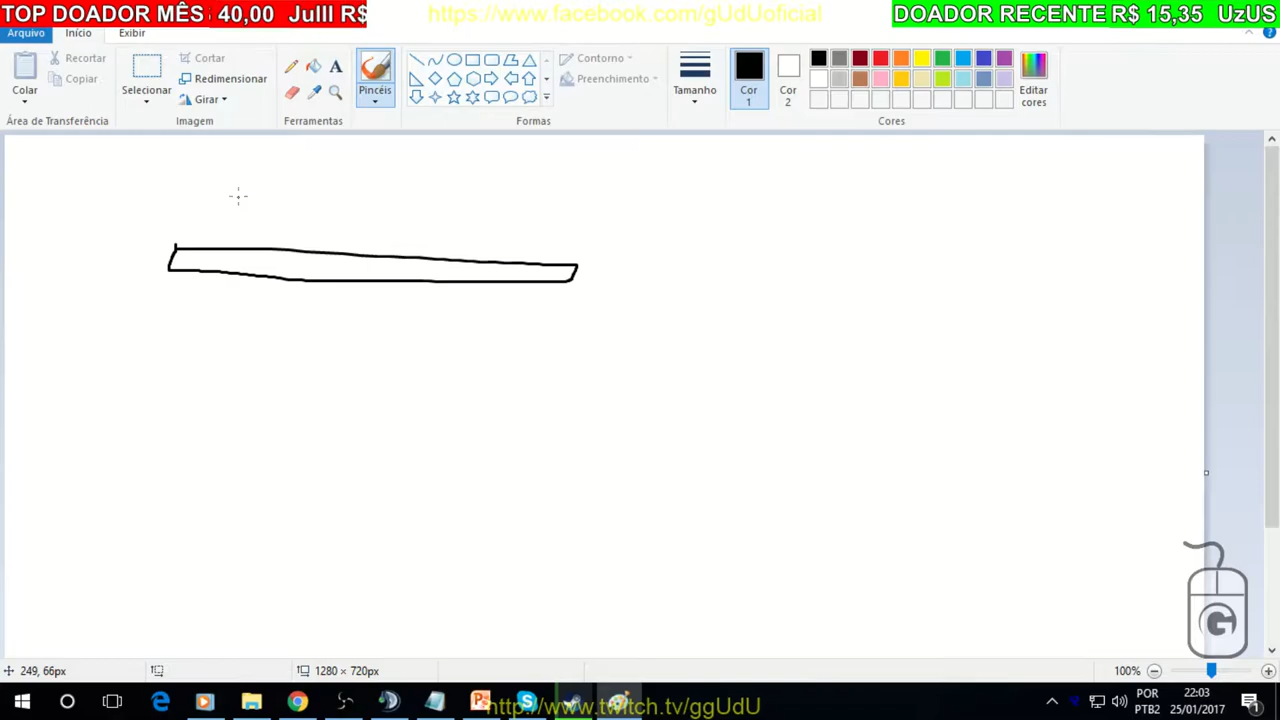 TOP DOADOR MÊS 40,00 Julll R$
https://www.facebook.com/gUdUoficial
DOADOR RECENTE R$ 15,35 UzUS
Arquivo Início Exibir
Colar
Recortar
Copiar
Área de Transferência
Selecionar
Cortar
Redimensionar
Girar
Imagem
A
Ferramentas
Pincéis
Contorno
Preenchimento
Formas
Tamanho
Cor 1
Cor 2
Editar cores
Cores
G
249, 66px
1280 × 720px
100%
http://www.twitch.tv/ggUdU
POR
PTB2
22:03
25/01/2017